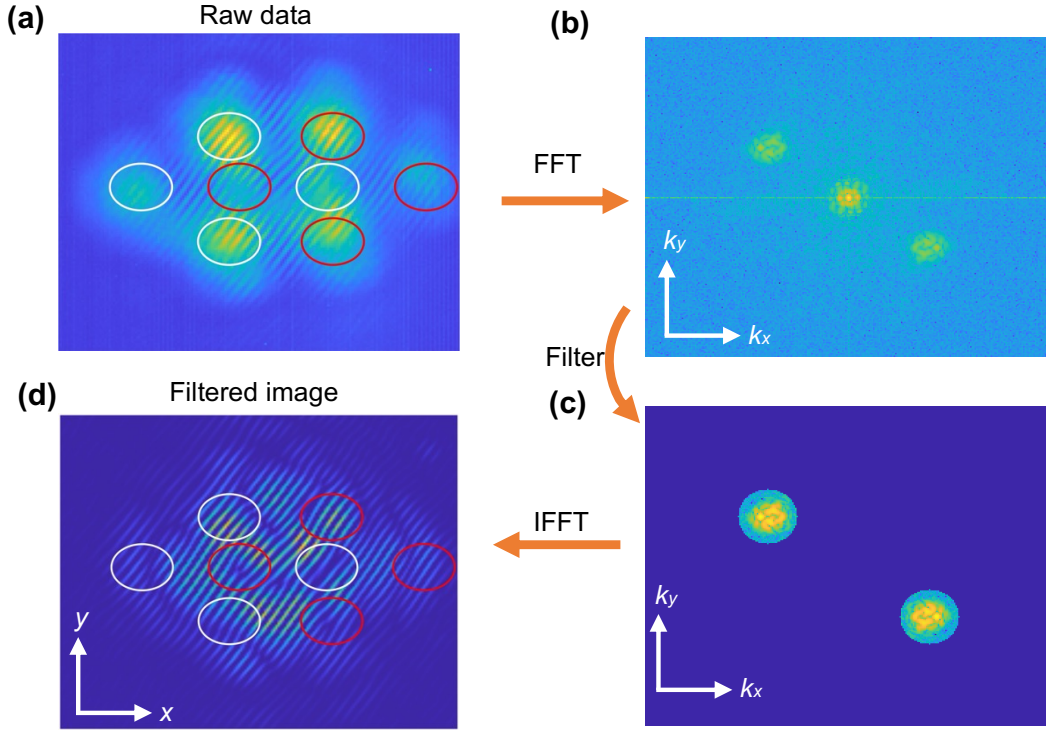 (a)
Raw data
(b)
FFT
ky
kx
Filter
(d)
Filtered image
(c)
IFFT
y
x
ky
kx